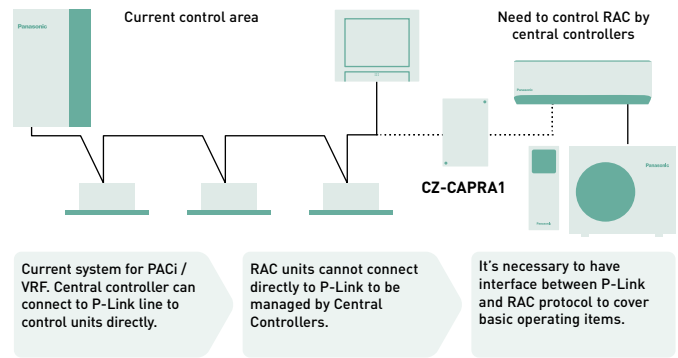 Current control area
Need to control RAC by
central controllers
Panasonic
Panasonic
Panasonic
CZ-CAPRA1
Panasonic
Current system for PACi /
VRF. Central controller can
connect to P-Link line to
control units directly.
RAC units cannot connect
directly to P-Link to be
managed by Central
Controllers.
It's necessary to have
interface between P-Link
and RAC protocol to cover
basic operating items.